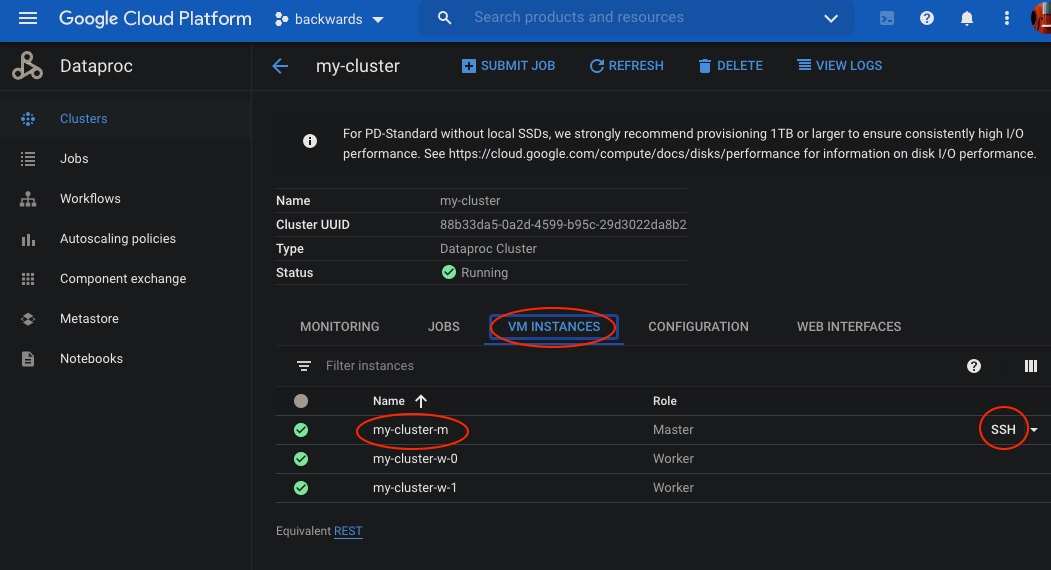 Google Cloud Platform
backwards
Search products and resources
Dataproc
my-cluster
SUBMIT JOB
REFRESH
DELETE
VIEW LOGS
Clusters
Jobs
Workflows
Autoscaling policies
Component exchange
Metastore
Notebooks
For PD-Standard without local SSDs, we strongly recommend provisioning 1TB or larger to ensure consistently high I/O
performance. See https://cloud.google.com/compute/docs/disks/performance for information on disk I/O performance.
Name my-cluster
Cluster UUID 88b33da5-0a2d-4599-b95c-29d3022da8b2
Type Dataproc Cluster
Status Running
MONITORING JOBS VM INSTANCES CONFIGURATION WEB INTERFACES
Filter instances
Name Role
my-cluster-m Master SSH
my-cluster-w-0 Worker
my-cluster-w-1 Worker
Equivalent REST